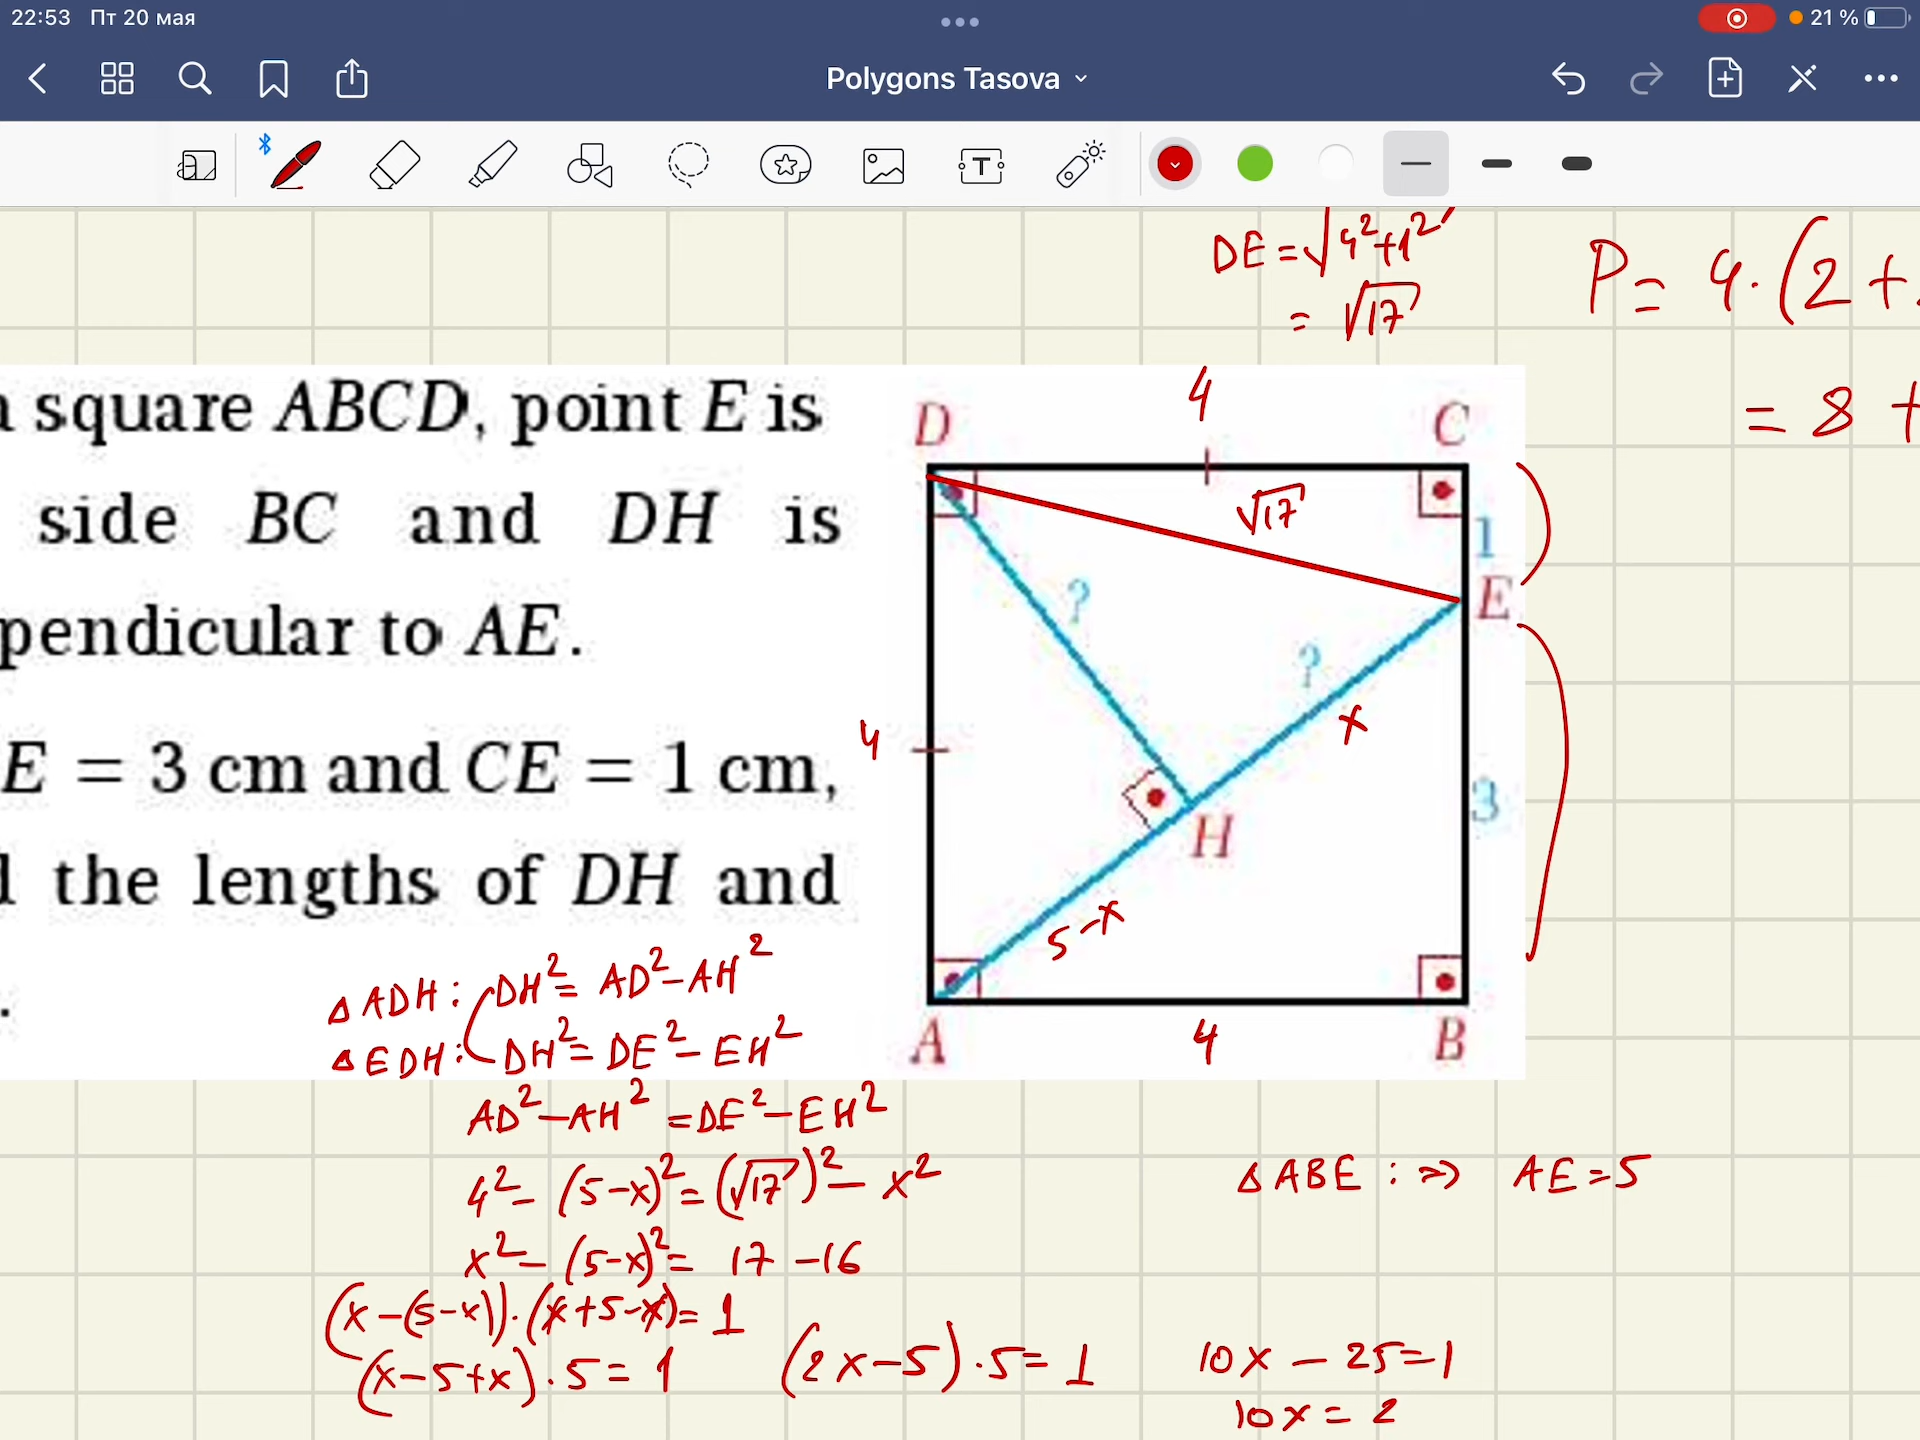 22:53 Пт 20 мая
21 %
Polygons Tasova
DE = √4²+1²
= √17
P = 4·(2 +
= 8 +
square ABCD, point E is
side BC and DH is
pendicular to AE.
E = 3 cm and CE = 1 cm,
the lengths of DH and
.
4
D
C
√17
1
?
E
?
x
4
H
3
5-x
A
4
B
△ADH: DH² = AD² - AH²
△EDH: DH² = DE² - EH²
AD² - AH² = DE² - EH²
4² - (5-x)² = (√17)² - x²
△ABE : ⇒ AE = 5
x² - (5-x)² = 17 - 16
(x-(5-x))·(x+5-x) = 1
(x-5+x)·5 = 1 (2x-5)·5 = 1 10x - 25 = 1
10x = 2